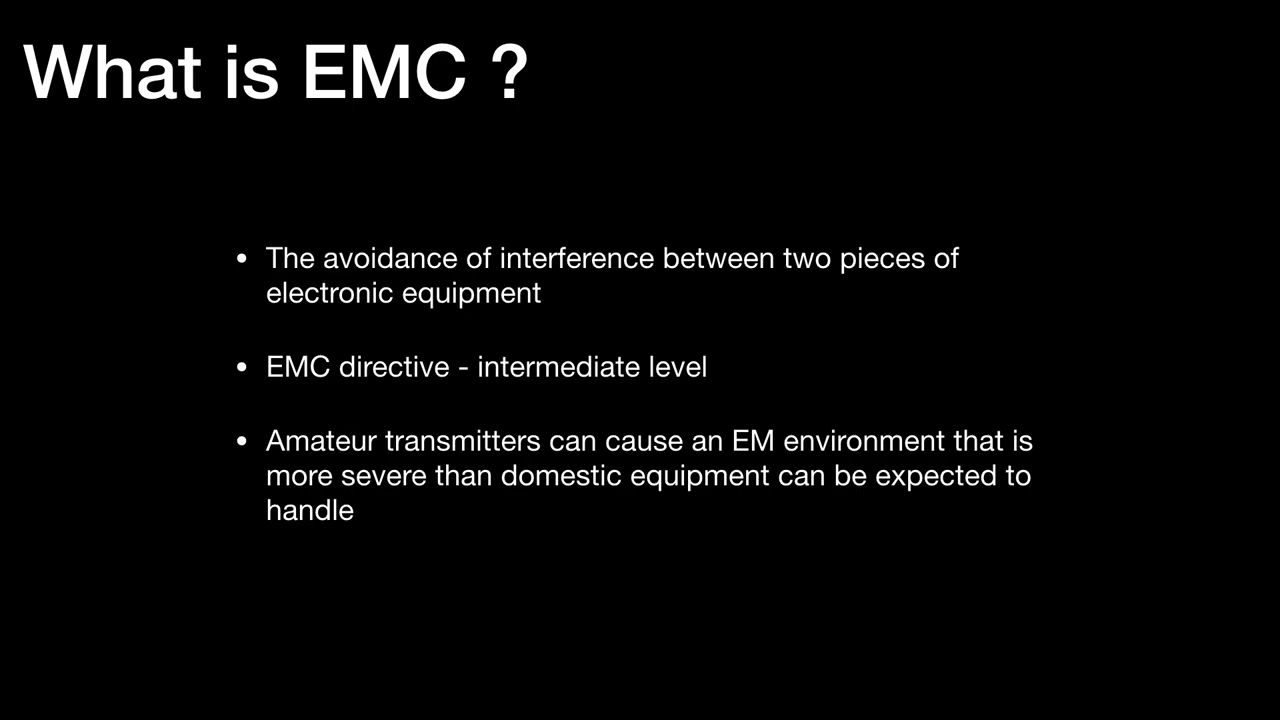 What is EMC ?
• The avoidance of interference between two pieces of
electronic equipment
• EMC directive - intermediate level
• Amateur transmitters can cause an EM environment that is
more severe than domestic equipment can be expected to
handle